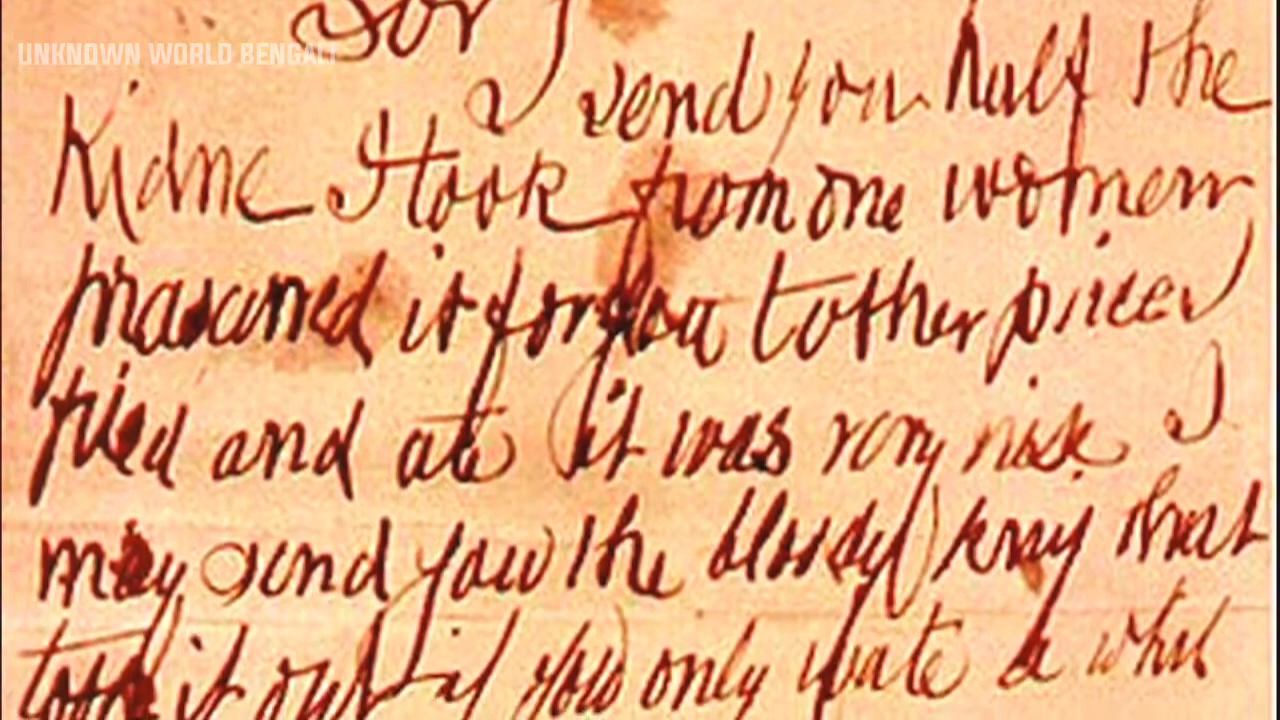 UNKNOWN WORLD BENGALI
Sor
I send you half the
Kidne I took from one women
prasarved it for you tother piece I
fried and ate it was very nise I
may send you the bloody knif that
took it out if you only wate a whil